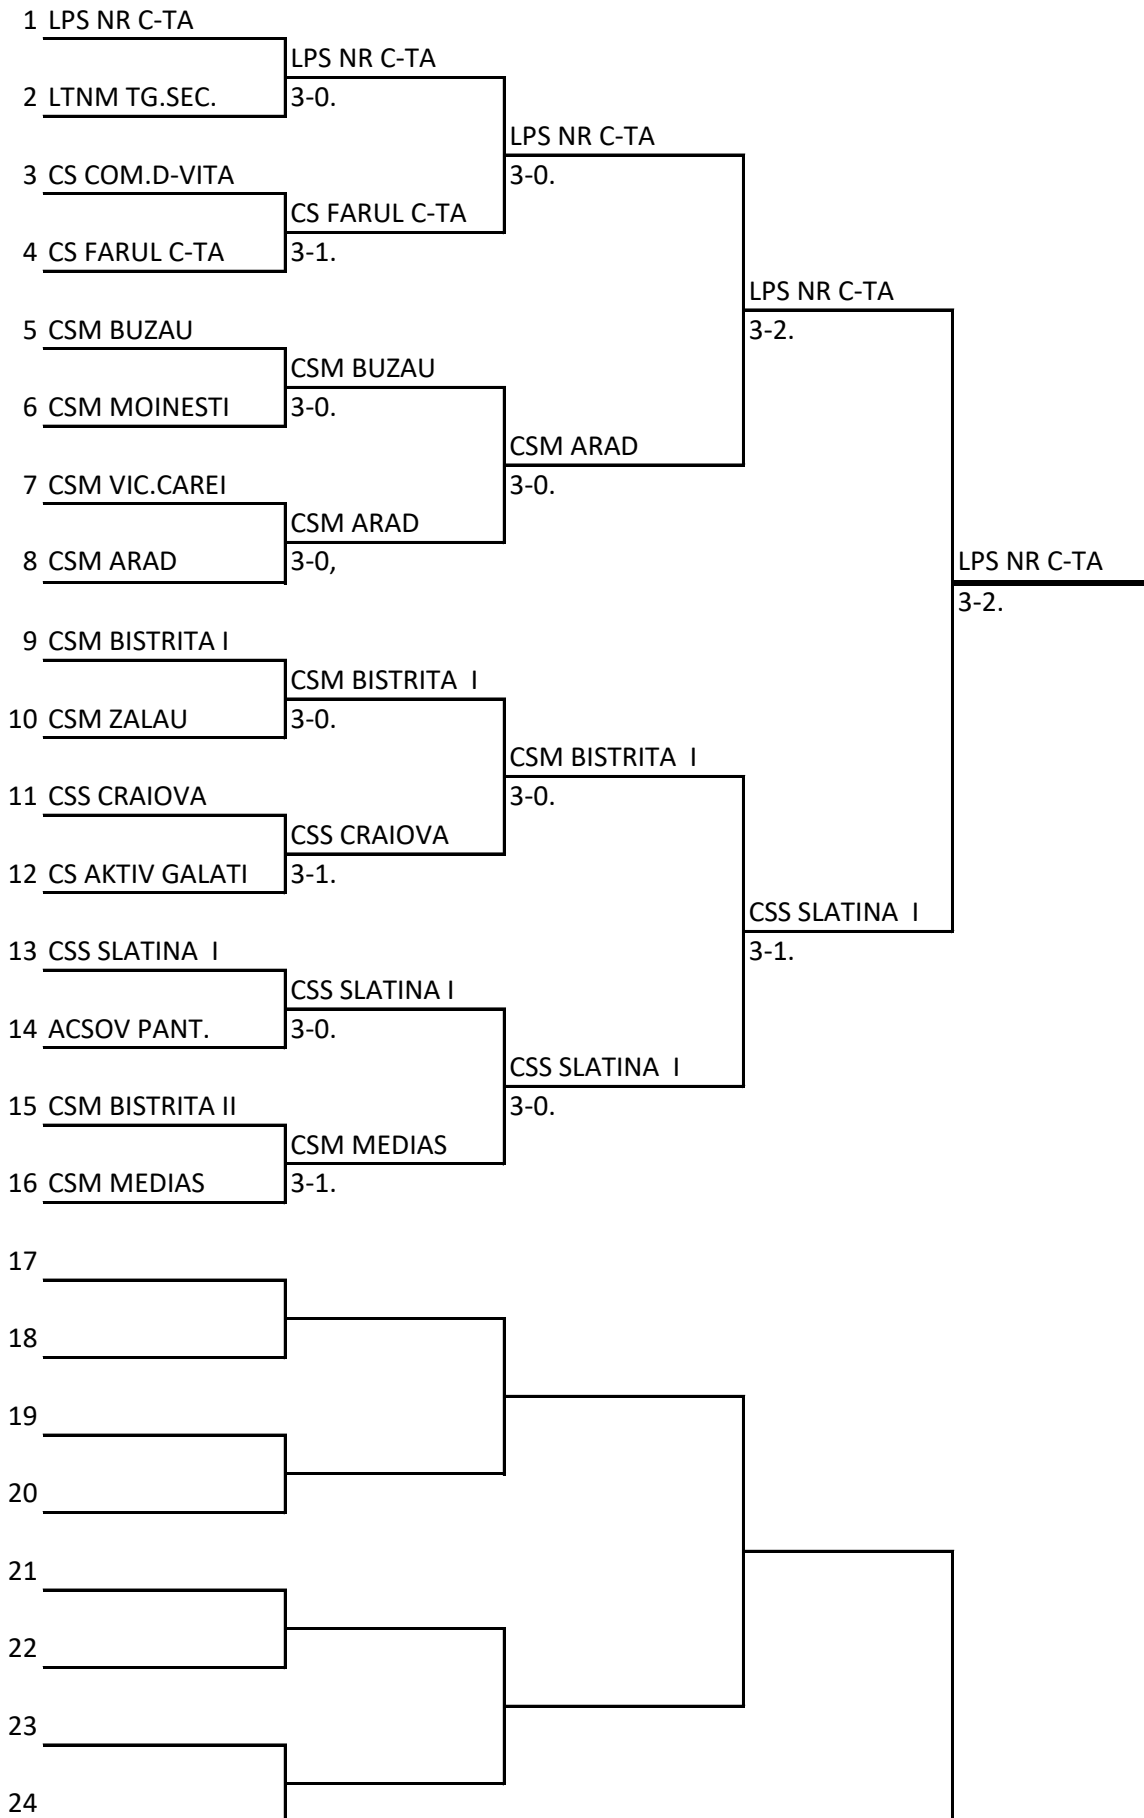 1 LPS NR C-TA
LPS NR C-TA
2 LTNM TG.SEC.
3-0.
LPS NR C-TA
3 CS COM.D-VITA
3-0.
CS FARUL C-TA
4 CS FARUL C-TA
3-1.
LPS NR C-TA
5 CSM BUZAU
3-2.
CSM BUZAU
6 CSM MOINESTI
3-0.
CSM ARAD
7 CSM VIC.CAREI
3-0.
CSM ARAD
8 CSM ARAD
3-0,
LPS NR C-TA
3-2.
9 CSM BISTRITA I
CSM BISTRITA I
10 CSM ZALAU
3-0.
CSM BISTRITA I
11 CSS CRAIOVA
3-0.
CSS CRAIOVA
12 CS AKTIV GALATI
3-1.
CSS SLATINA I
13 CSS SLATINA I
3-1.
CSS SLATINA I
14 ACSOV PANT.
3-0.
CSS SLATINA I
15 CSM BISTRITA II
3-0.
CSM MEDIAS
16 CSM MEDIAS
3-1.
17
18
19
20
21
22
23
24